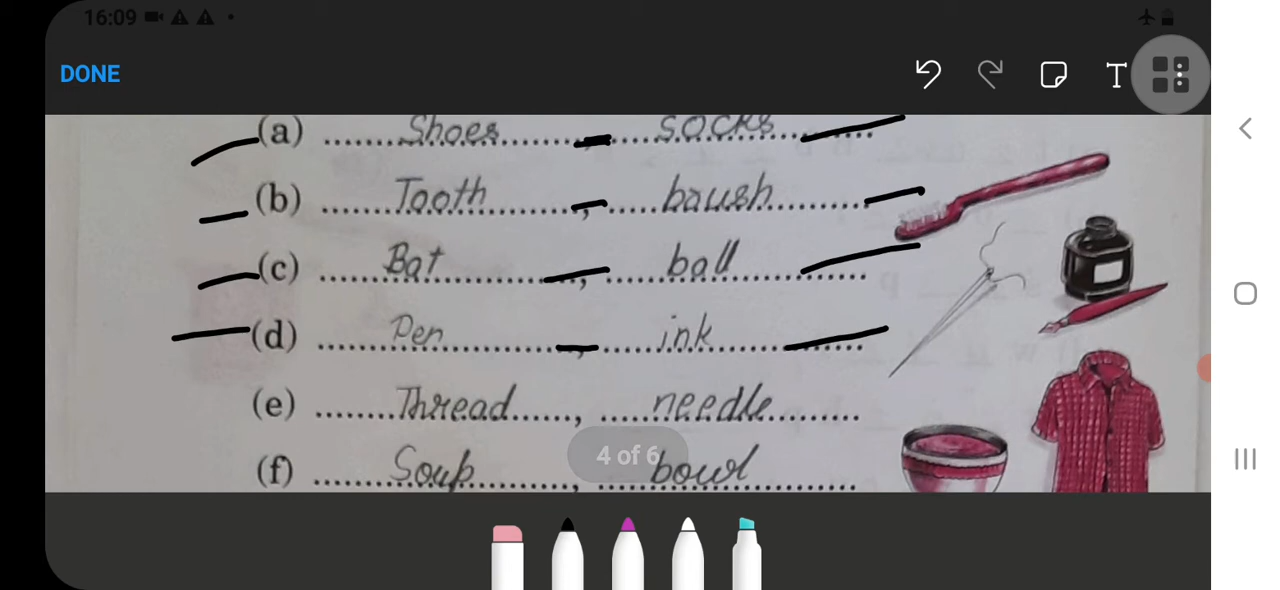 16:09
DONE
T
(a) Shoes, socks
(b) Tooth, baush
(c) Bat, ball
(d) Pen, ink
(e) Thread, needle
(f) Soup, bowl
4 of 6